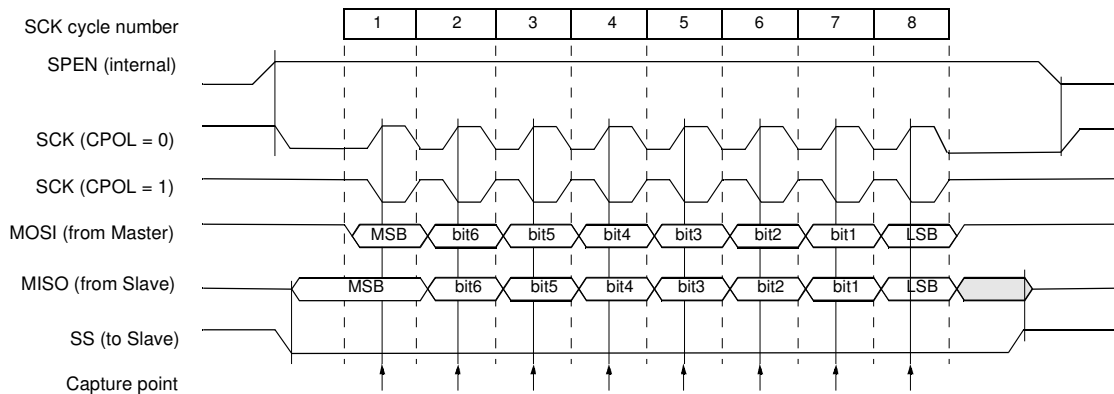 SCK cycle number 1 2 3 4 5 6 7 8
SPEN (internal)
SCK (CPOL = 0)
SCK (CPOL = 1)
MOSI (from Master) MSB bit6 bit5 bit4 bit3 bit2 bit1 LSB
MISO (from Slave) MSB bit6 bit5 bit4 bit3 bit2 bit1 LSB
SS (to Slave)
Capture point